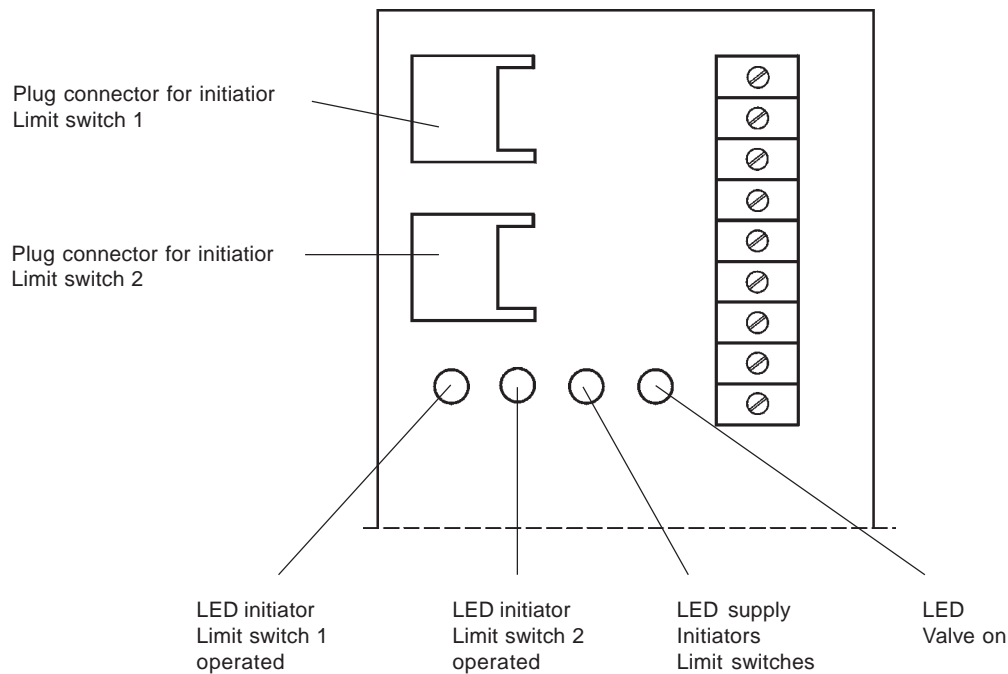 Plug connector for initiatior
Limit switch 1
Plug connector for initiatior
Limit switch 2
LED initiator
Limit switch 1
operated
LED initiator
Limit switch 2
operated
LED supply
Initiators
Limit switches
LED
Valve on